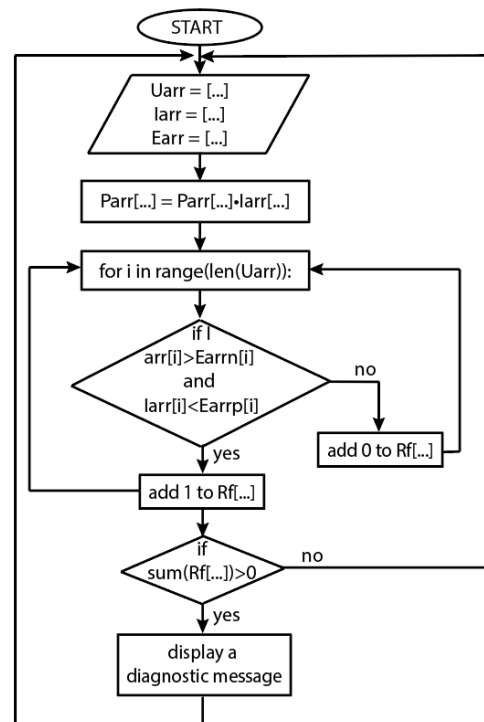 START
Uarr = [...]
Iarr = [...]
Earr = [...]
Parr[...] = Parr[...]•Iarr[...]
for i in range(len(Uarr)):
if I
arr[i]>Earrn[i]
and
Iarr[i]<Earrp[i]
no
add 0 to Rf[...]
yes
add 1 to Rf[...]
if
sum(Rf[...])>0
no
yes
display a
diagnostic message